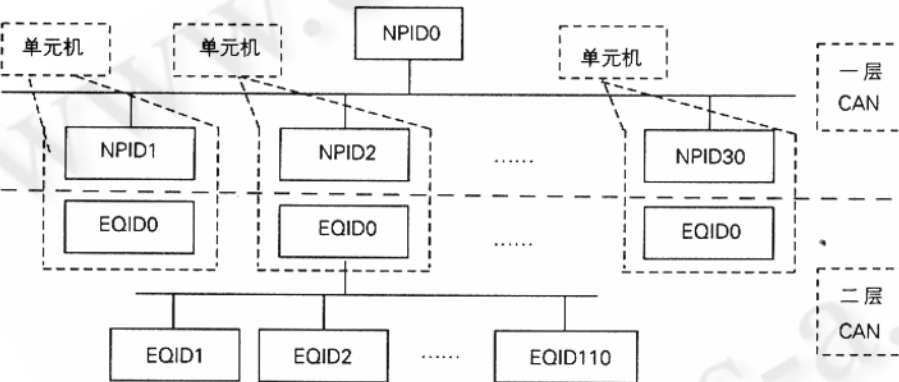 NPID0
单元机
单元机
单元机
一层
CAN
NPID1
NPID2
......
NPID30
EQID0
EQID0
......
EQID0
二层
CAN
EQID1
EQID2
......
EQID110